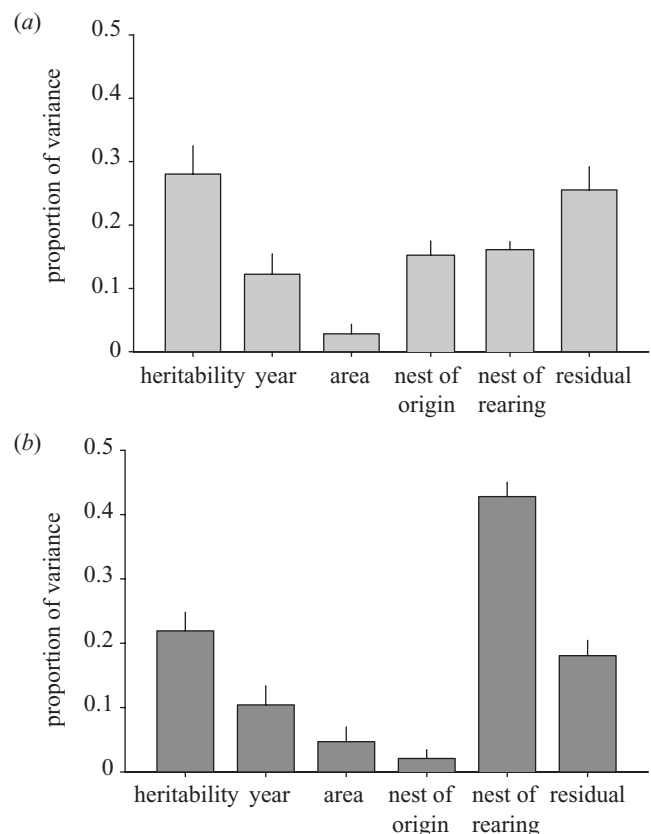 (a)
0.5
0.4
0.3
0.2
0.1
0
proportion of variance
heritability year area nest of nest of residual
origin rearing
(b)
0.5
0.4
0.3
0.2
0.1
0
proportion of variance
heritability year area nest of nest of residual
origin rearing